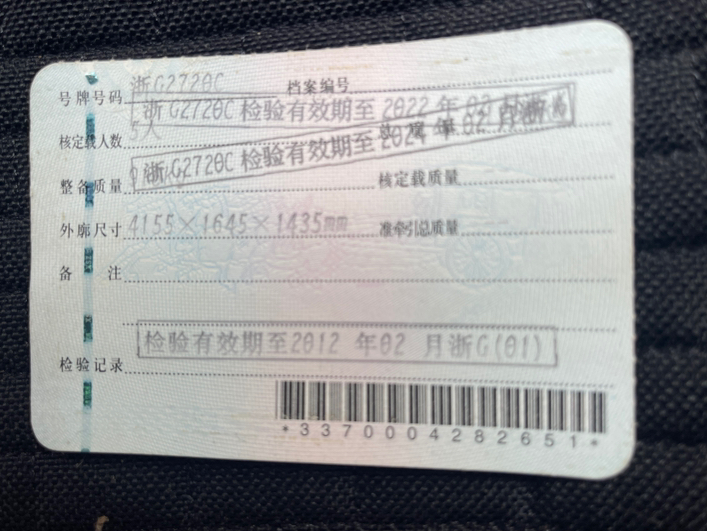 号牌号码 浙G2720C 档案编号
浙G2720C 检验有效期至 2022 年 02 月
核定载人数 5人
浙G2720C 检验有效期至 2024 年 02 月
整备质量 核定载质量
外廓尺寸 4155×1645×1435mm 准牵引总质量
备 注
检验有效期至2012 年02 月浙G(01)
检验记录
*3370004282651*